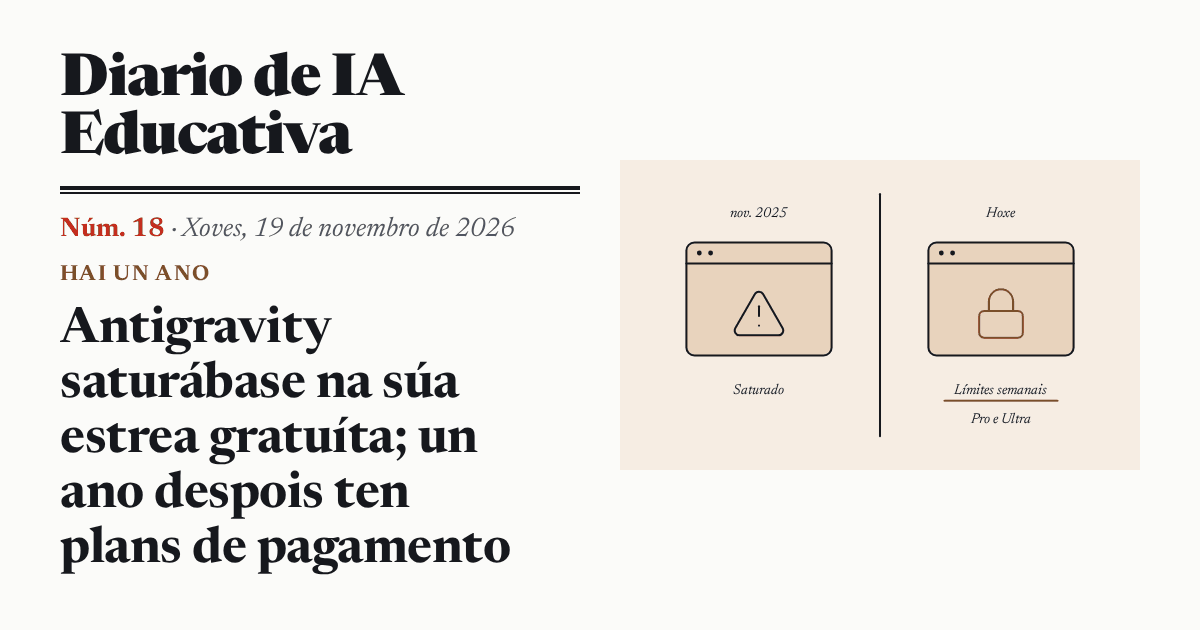 Diario de IA
Educativa
Núm. 18 · Xoves, 19 de novembro de 2026
HAI UN ANO
Antigravity
saturábase na súa
estrea gratuíta; un
ano despois ten
plans de pagamento
nov. 2025
Saturado
Hoxe
Límites semanais
Pro e Ultra